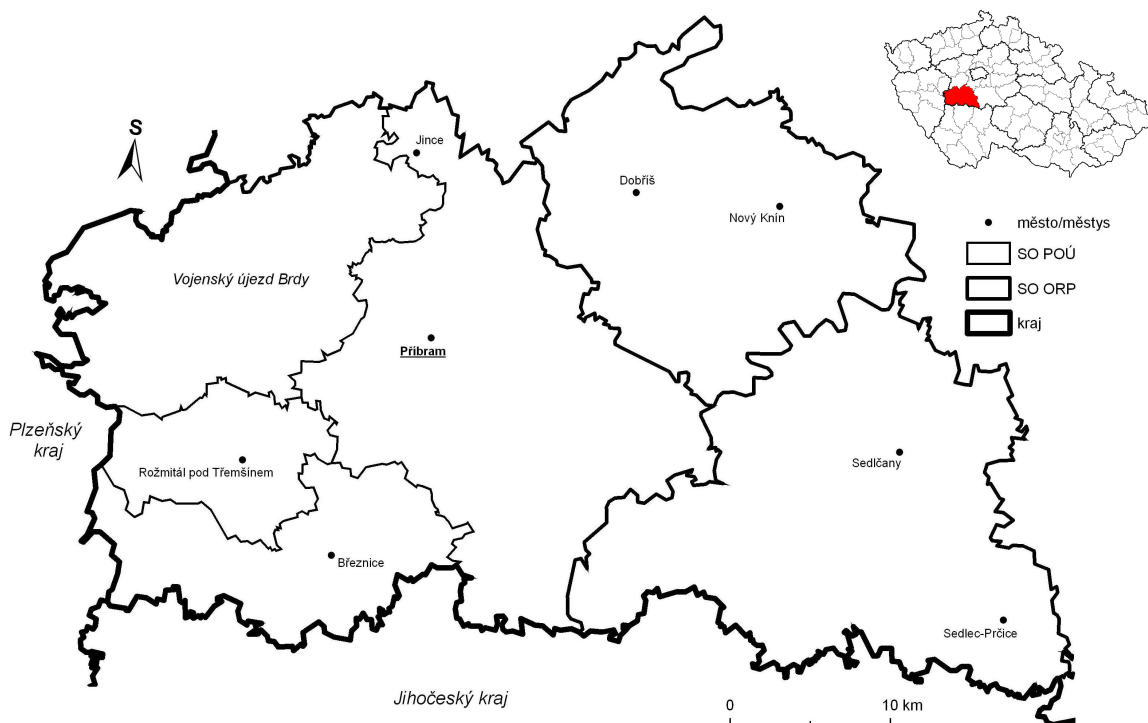 S
Jince
Dobříš
Nový Knín
město/městys
SO POÚ
SO ORP
kraj
Vojenský újezd Brdy
Příbram
Plzeňský
kraj
Rožmitál pod Třemšínem
Sedlčany
Březnice
Sedlec-Prčice
Jihočeský kraj
0
10 km